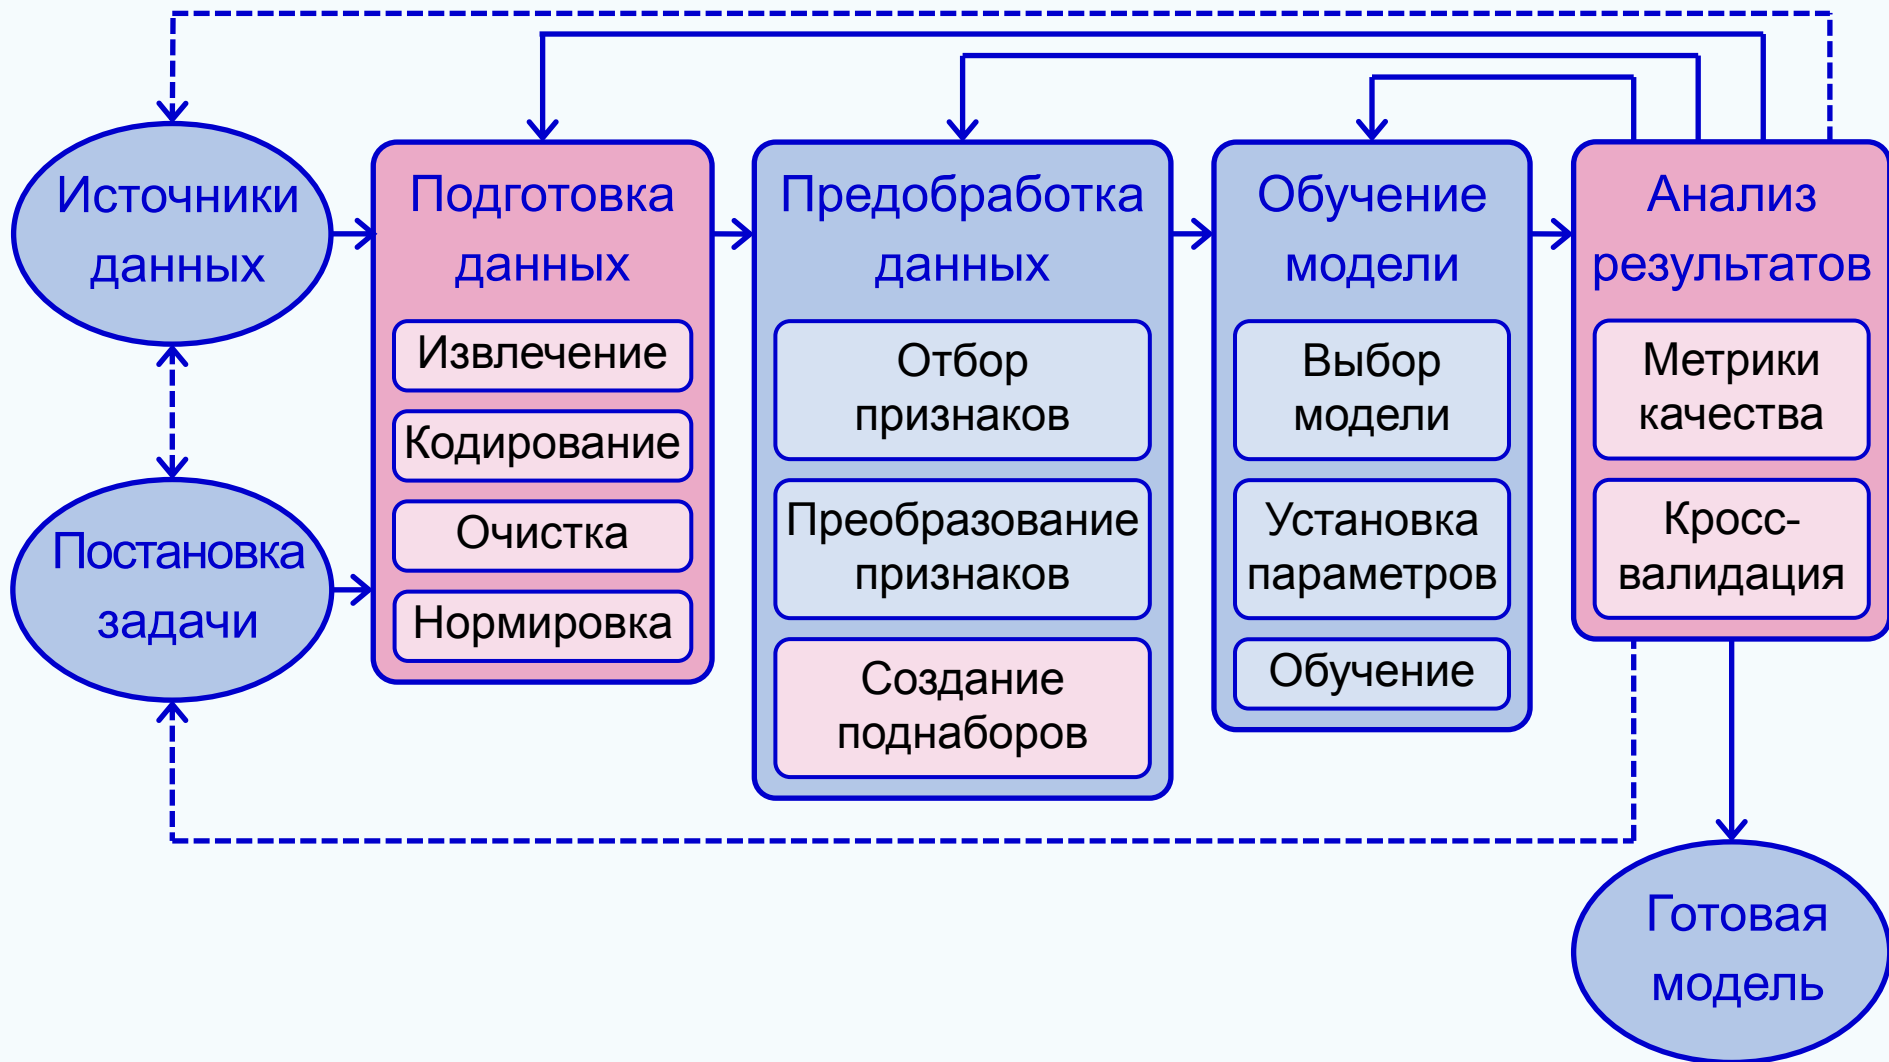 Источники
данных
Постановка
задачи
Подготовка
данных
Извлечение
Кодирование
Очистка
Нормировка
Предобработка
данных
Отбор
признаков
Преобразование
признаков
Создание
поднаборов
Обучение
модели
Выбор
модели
Установка
параметров
Обучение
Анализ
результатов
Метрики
качества
Кросс-
валидация
Готовая
модель